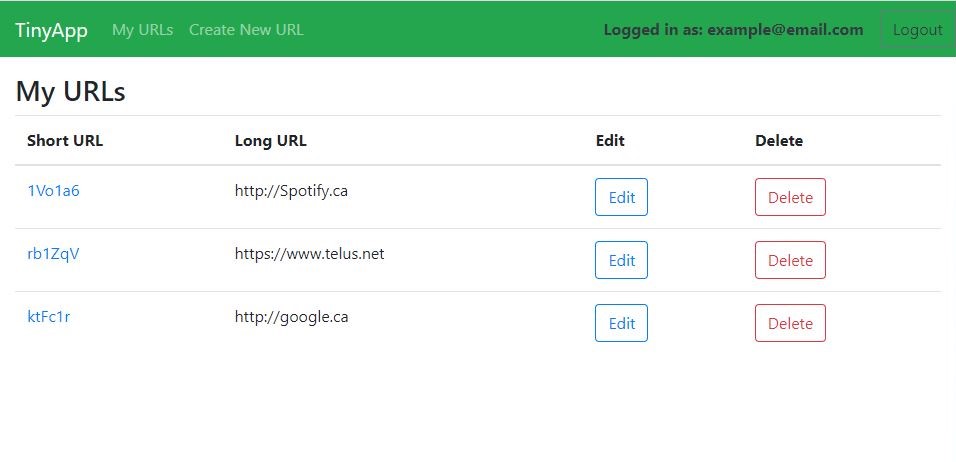 TinyApp My URLs Create New URL Logged in as: example@email.com Logout
My URLs
Short URL Long URL Edit Delete
1Vo1a6 http://Spotify.ca Edit Delete
rb1ZqV https://www.telus.net Edit Delete
ktFc1r http://google.ca Edit Delete